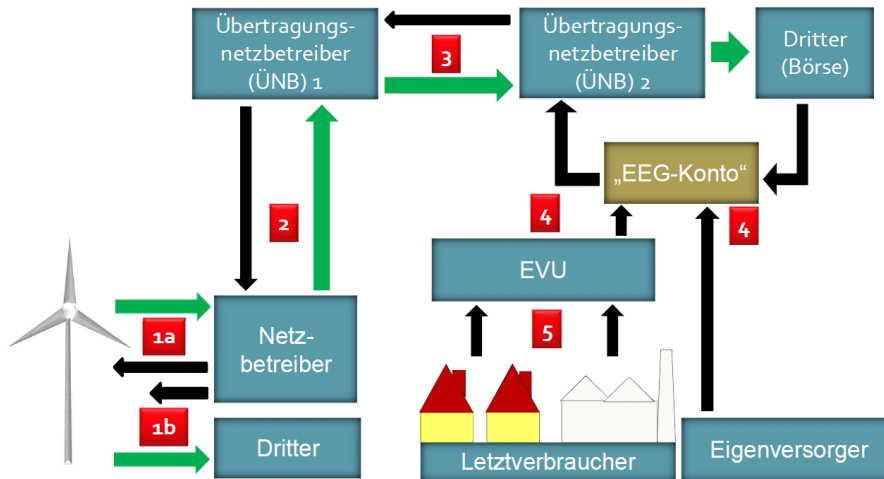 Übertragungs-
netzbetreiber
(ÜNB) 1
3
Übertragungs-
netzbetreiber
(ÜNB) 2
Dritter
(Börse)
„EEG-Konto“
2
4
4
EVU
1a
Netz-
betreiber
5
1b
Dritter
Letztverbraucher
Eigenversorger